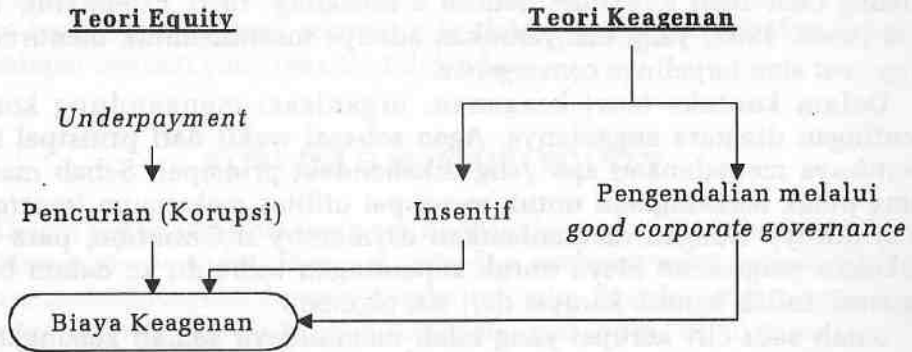 Teori Equity
Teori Keagenan
Underpayment
Pencurian (Korupsi)
Insentif
Pengendalian melalui
good corporate governance
Biaya Keagenan